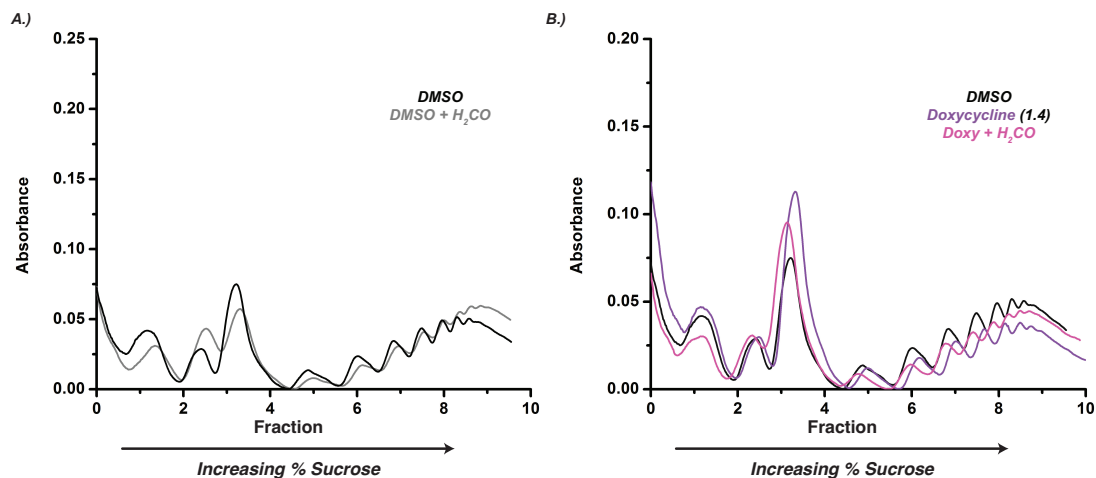 A.)
0.25
0.20
0.15
0.10
0.05
0.00
Absorbance
DMSO
DMSO + H₂CO
0 2 4 6 8 10
Fraction
Increasing % Sucrose
B.)
0.20
0.15
0.10
0.05
0.00
Absorbance
DMSO
Doxycycline (1.4)
Doxy + H₂CO
0 2 4 6 8 10
Fraction
Increasing % Sucrose